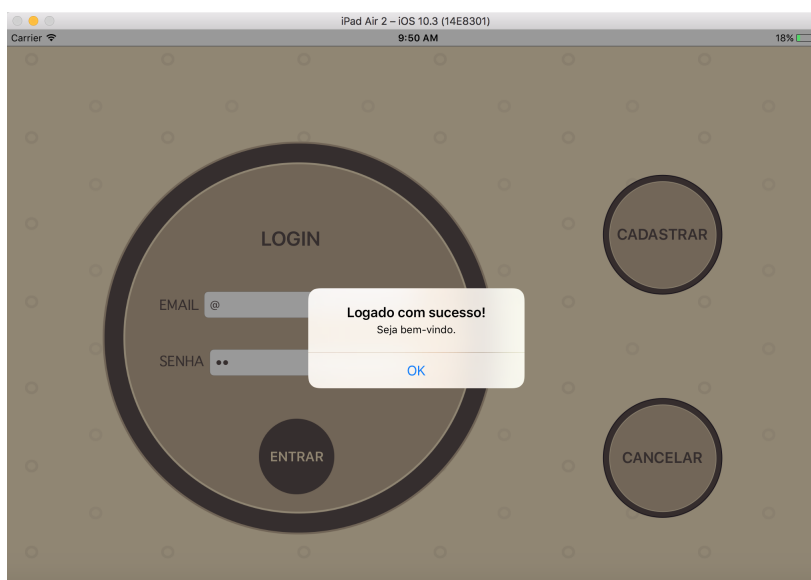 iPad Air 2 – iOS 10.3 (14E8301)
Carrier 9:50 AM 18%
LOGIN
CADASTRAR
EMAIL @
Logado com sucesso!
Seja bem-vindo.
SENHA ●●
OK
ENTRAR
CANCELAR